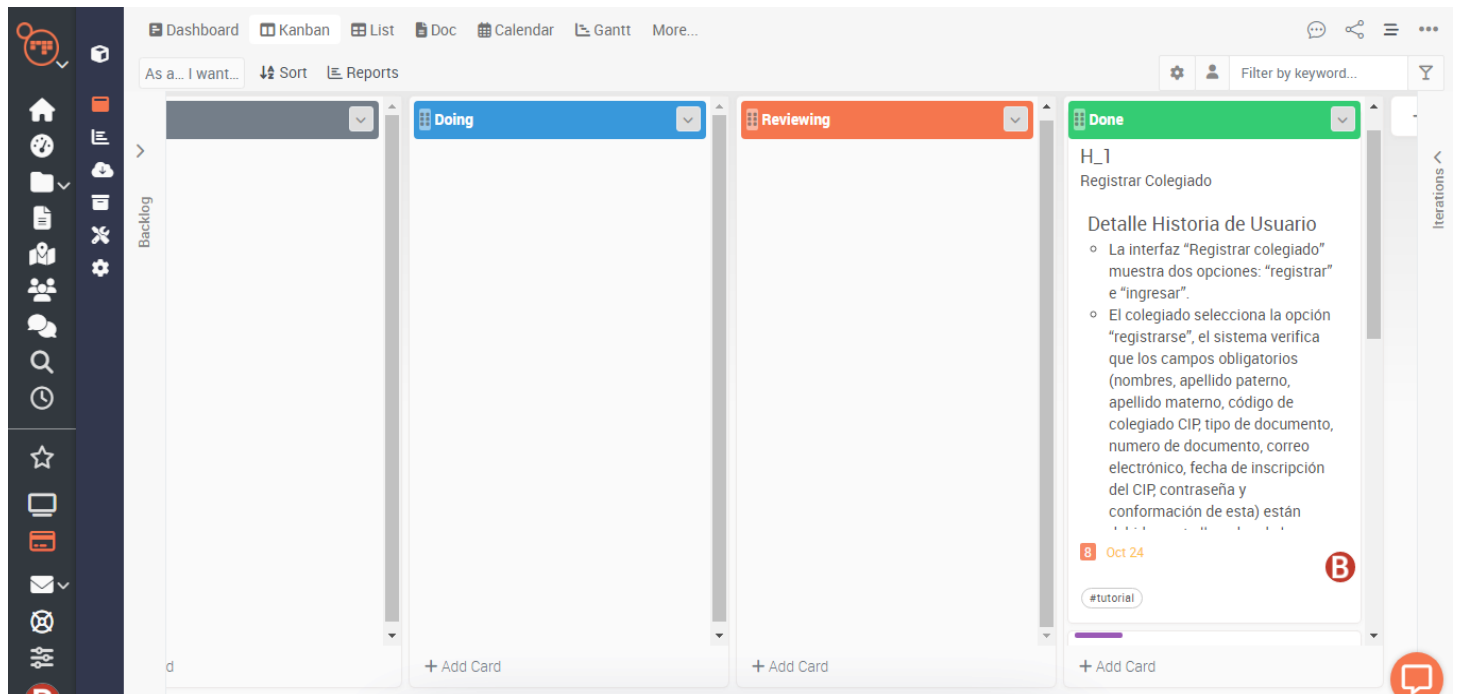 Dashboard Kanban List Doc Calendar Gantt More...
As a... I want... Sort Reports Filter by keyword...
Backlog
Doing
Reviewing
Done
H_1
Registrar Colegiado
Detalle Historia de Usuario
La interfaz “Registrar colegiado”
muestra dos opciones: “registrar”
e “ingresar”.
El colegiado selecciona la opción
“registrarse”, el sistema verifica
que los campos obligatorios
(nombres, apellido paterno,
apellido materno, código de
colegiado CIP, tipo de documento,
numero de documento, correo
electrónico, fecha de inscripción
del CIP, contraseña y
conformación de esta) están
8 Oct 24
B
#tutorial
d
+ Add Card
+ Add Card
+ Add Card
Iterations